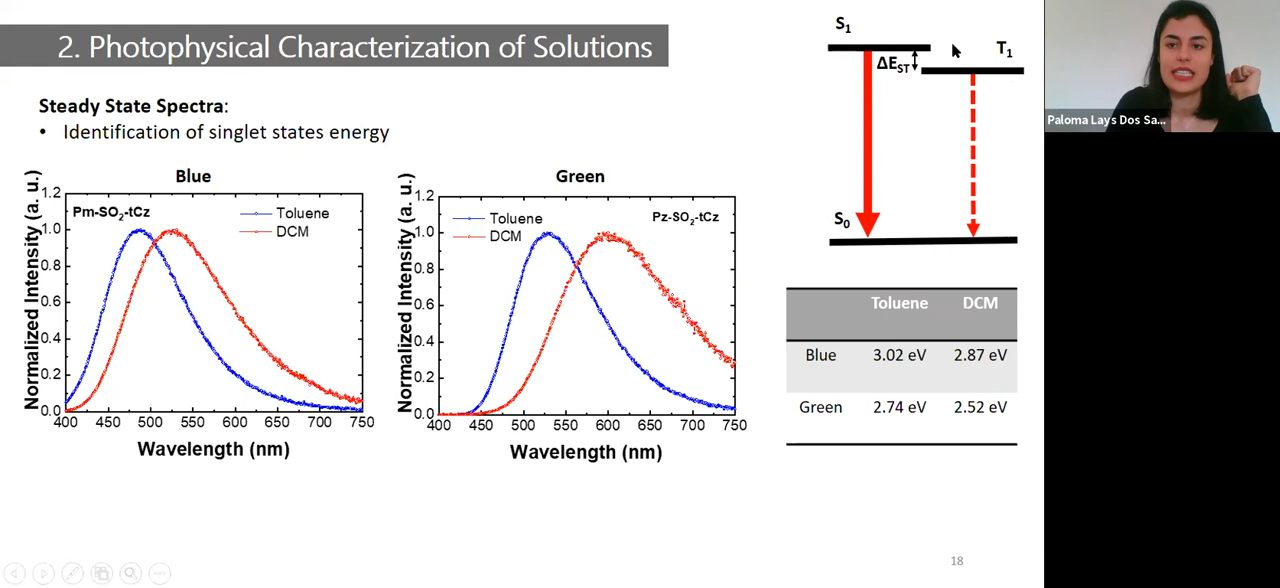 2. Photophysical Characterization of Solutions
Steady State Spectra:
• Identification of singlet states energy
Blue
Normalized Intensity (a. u.)
1.2
1.0
0.8
0.6
0.4
0.2
0.0
Pm-SO2-tCz
Toluene
DCM
400 450 500 550 600 650 700 750
Wavelength (nm)
Green
Normalized Intensity (a. u.)
1.2
1.0
0.8
0.6
0.4
0.2
0.0
Toluene
DCM
Pz-SO2-tCz
400 450 500 550 600 650 700 750
Wavelength (nm)
S1
T1
ΔEST
S0
Toluene DCM
Blue 3.02 eV 2.87 eV
Green 2.74 eV 2.52 eV
18
Paloma Lays Dos Sa...